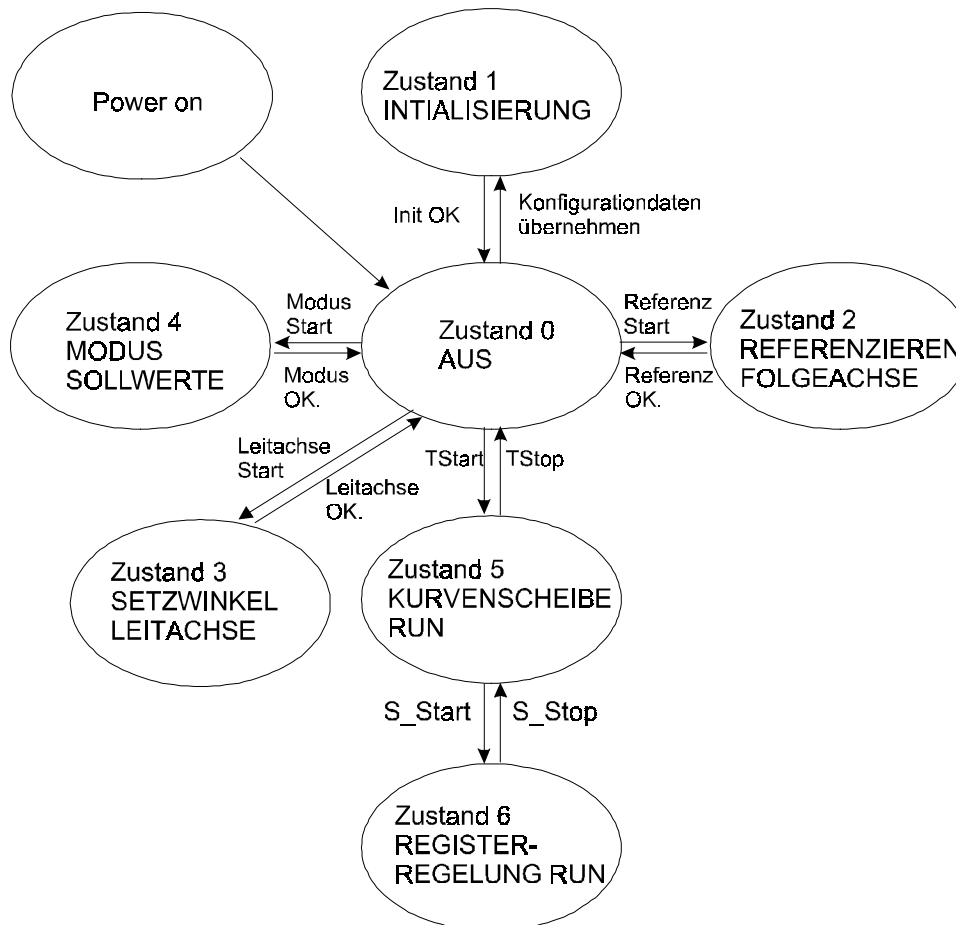 Power on
Zustand 1
INTIALISIERUNG
Init OK
Konfigurationdaten
übernehmen
Zustand 4
MODUS
SOLLWERTE
Modus
Start
Modus
OK.
Zustand 0
AUS
Referenz
Start
Referenz
OK.
Zustand 2
REFERENZIEREN
FOLGEACHSE
Leitachse
Start
Leitachse
OK.
TStart
TStop
Zustand 3
SETZWINKEL
LEITACHSE
Zustand 5
KURVENSCHEIBE
RUN
S_Start
S_Stop
Zustand 6
REGISTER-
REGELUNG RUN